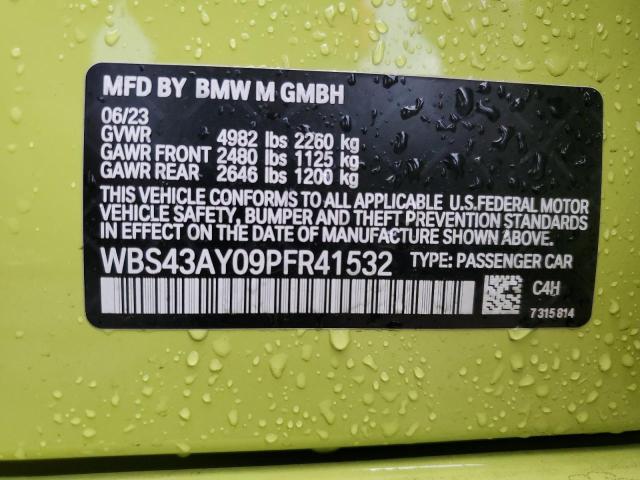 MFD BY BMW M GMBH
06/23
GVWR 4982 lbs 2260 kg
GAWR FRONT 2480 lbs 1125 kg
GAWR REAR 2646 lbs 1200 kg
THIS VEHICLE CONFORMS TO ALL APPLICABLE U.S.FEDERAL MOTOR
VEHICLE SAFETY, BUMPER AND THEFT PREVENTION STANDARDS
IN EFFECT ON THE DATE OF MANUFACTURE SHOWN ABOVE.
WBS43AY09PFR41532 TYPE: PASSENGER CAR
C4H
7 315 814